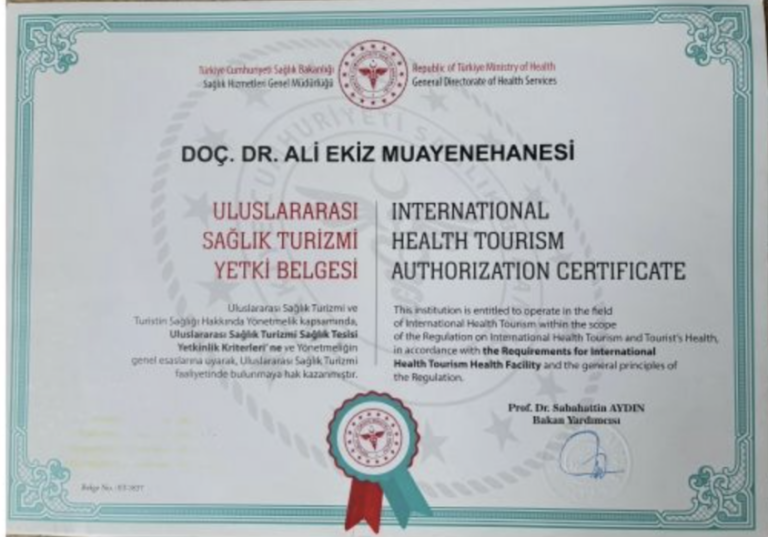 Türkiye Cumhuriyeti Sağlık Bakanlığı
Sağlık Hizmetleri Genel Müdürlüğü
Republic of Türkiye Ministry of Health
General Directorate of Health Services
DOÇ. DR. ALİ EKİZ MUAYENEHANESİ
ULUSLARARASI
SAĞLIK TURİZMİ
YETKİ BELGESİ
INTERNATIONAL
HEALTH TOURISM
AUTHORIZATION CERTIFICATE
Uluslararası Sağlık Turizmi ve
Turistin Sağlığı Hakkında Yönetmelik kapsamında,
Uluslararası Sağlık Turizmi Sağlık Tesisi
Yetkinlik Kriterleri'ne ve Yönetmeliğin
genel esaslarına uyarak, Uluslararası Sağlık Turizmi
faaliyetinde bulunmaya hak kazanmıştır.
This institution is entitled to operate in the field
of International Health Tourism within the scope
of the Regulation on International Health Tourism and Tourist's Health,
in accordance with the Requirements for International
Health Tourism Health Facility and the general principles of
the Regulation.
Prof. Dr. Sabahattin AYDIN
Bakan Yardımcısı
Belge No: